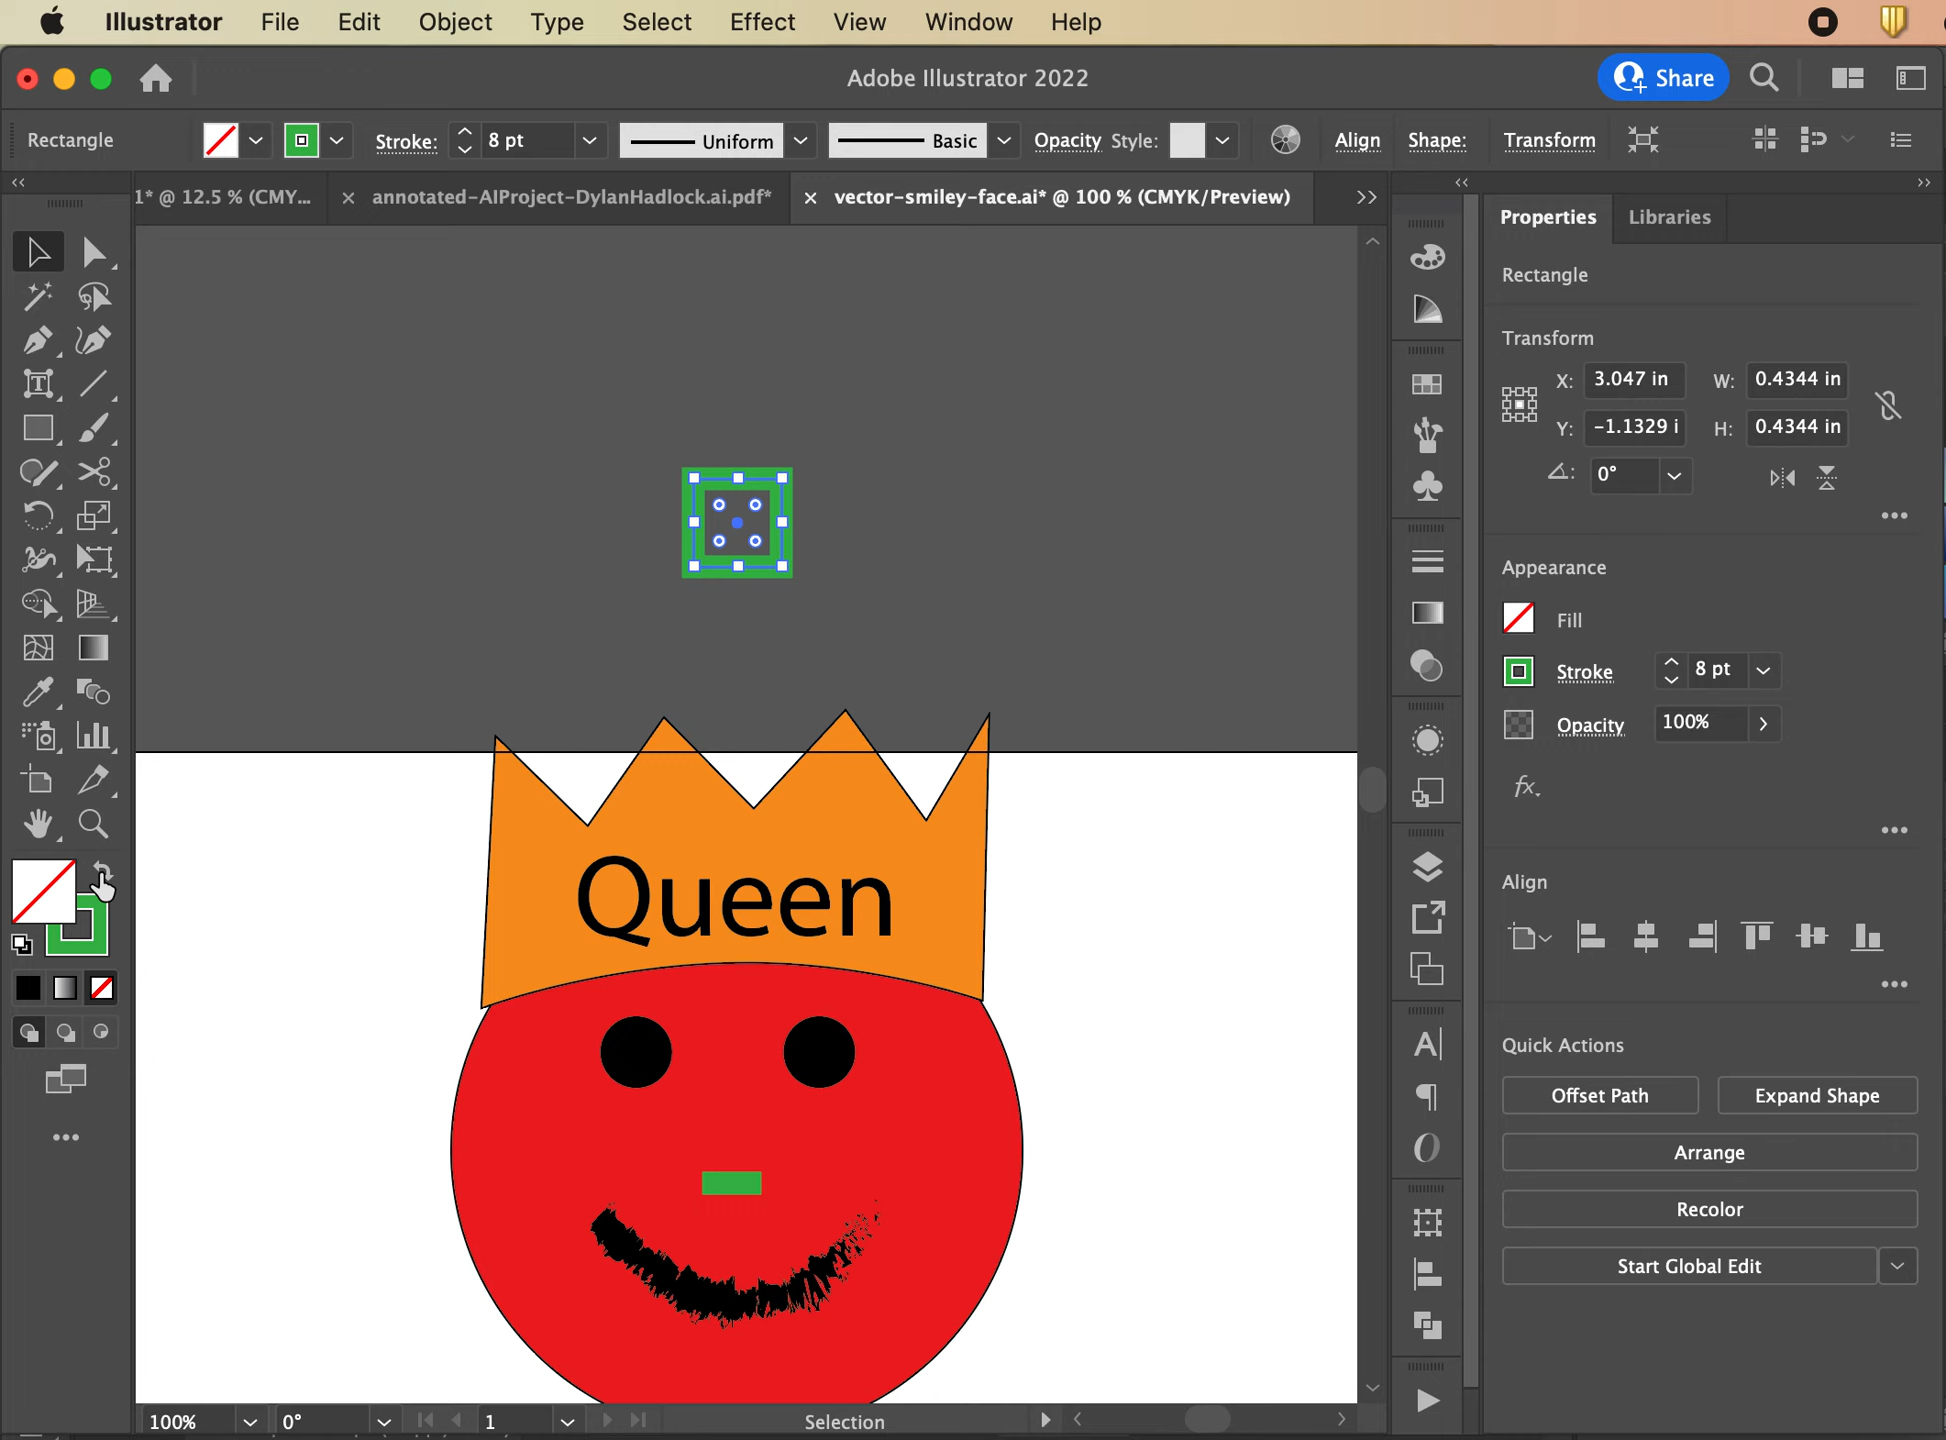 Illustrator File Edit Object Type Select Effect View Window Help
Adobe Illustrator 2022
Share
Rectangle Stroke: 8 pt Uniform Basic Opacity Style: Align Shape: Transform
1* @ 12.5 % (CMY... × annotated-AIProject-DylanHadlock.ai.pdf* × vector-smiley-face.ai* @ 100 % (CMYK/Preview)
Properties Libraries
Rectangle
Transform
X: 3.047 in W: 0.4344 in
Y: -1.1329 i H: 0.4344 in
0°
Appearance
Fill
Stroke 8 pt
Opacity 100%
fx.
Align
Quick Actions
Offset Path Expand Shape
Arrange
Recolor
Start Global Edit
Queen
100% 0° 1 Selection